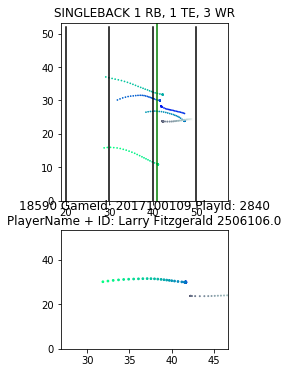 SINGLEBACK 1 RB, 1 TE, 3 WR
50
40
30
20
10
0
20 30 40 50
18590 GameId: 2017100109 PlayId: 2840
PlayerName + ID: Larry Fitzgerald 2506106.0
40
20
0
30 35 40 45